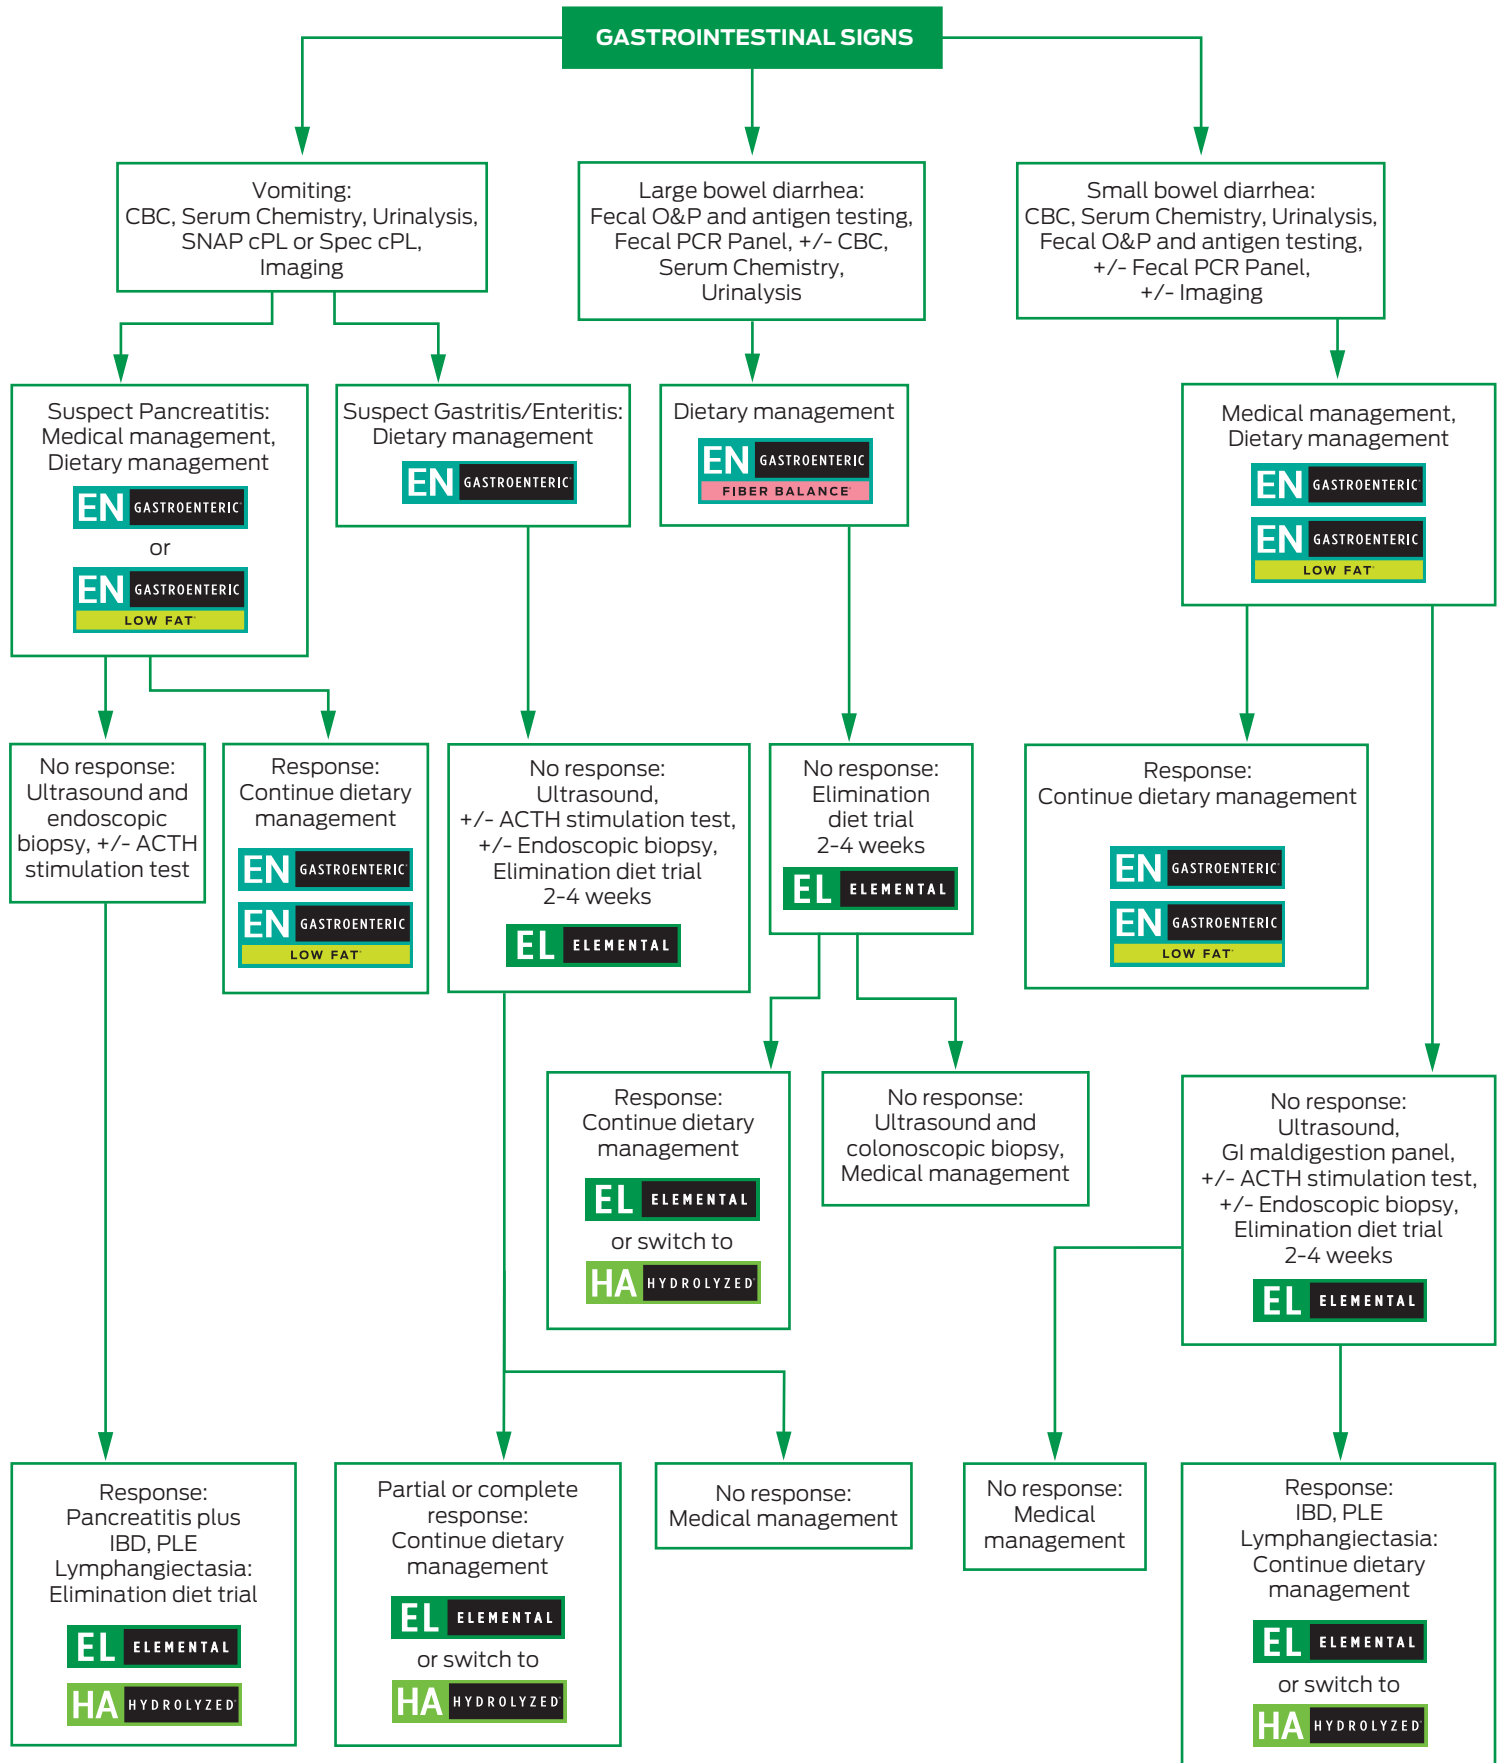 GASTROINTESTINAL SIGNS
Vomiting:
CBC, Serum Chemistry, Urinalysis,
SNAP cPL or Spec cPL,
Imaging
Large bowel diarrhea:
Fecal O&P and antigen testing,
Fecal PCR Panel, +/- CBC,
Serum Chemistry,
Urinalysis
Small bowel diarrhea:
CBC, Serum Chemistry, Urinalysis,
Fecal O&P and antigen testing,
+/- Fecal PCR Panel,
+/- Imaging
Suspect Pancreatitis:
Medical management,
Dietary management
EN GASTROENTERIC
or
EN GASTROENTERIC
LOW FAT
Suspect Gastritis/Enteritis:
Dietary management
EN GASTROENTERIC
Dietary management
EN GASTROENTERIC
FIBER BALANCE
Medical management,
Dietary management
EN GASTROENTERIC
EN GASTROENTERIC
LOW FAT
No response:
Ultrasound and
endoscopic
biopsy, +/- ACTH
stimulation test
Response:
Continue dietary
management
EN GASTROENTERIC
EN GASTROENTERIC
LOW FAT
No response:
Ultrasound,
+/- ACTH stimulation test,
+/- Endoscopic biopsy,
Elimination diet trial
2-4 weeks
EL ELEMENTAL
No response:
Elimination
diet trial
2-4 weeks
EL ELEMENTAL
Response:
Continue dietary management
EN GASTROENTERIC
EN GASTROENTERIC
LOW FAT
Response:
Continue dietary
management
EL ELEMENTAL
or switch to
HA HYDROLYZED
No response:
Ultrasound and
colonoscopic biopsy,
Medical management
No response:
Ultrasound,
GI maldigestion panel,
+/- ACTH stimulation test,
+/- Endoscopic biopsy,
Elimination diet trial
2-4 weeks
EL ELEMENTAL
Response:
Pancreatitis plus
IBD, PLE
Lymphangiectasia:
Elimination diet trial
EL ELEMENTAL
HA HYDROLYZED
Partial or complete
response:
Continue dietary
management
EL ELEMENTAL
or switch to
HA HYDROLYZED
No response:
Medical management
No response:
Medical
management
Response:
IBD, PLE
Lymphangiectasia:
Continue dietary
management
EL ELEMENTAL
or switch to
HA HYDROLYZED